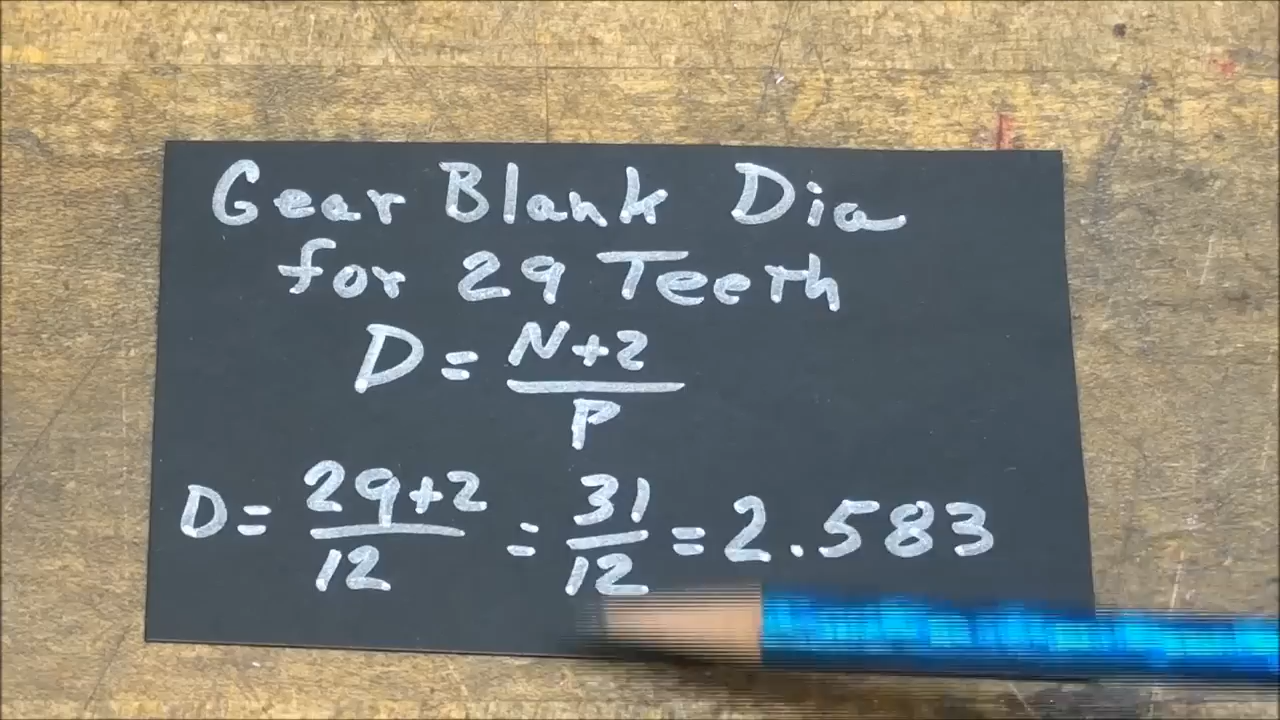 Gear Blank Dia
for 29 Teeth
D = N+2 / P
D = 29+2 / 12 = 31 / 12 = 2.583